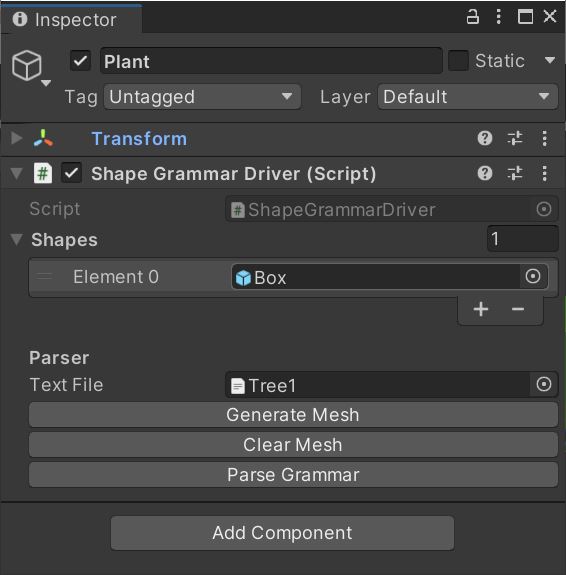 Inspector
Plant
Static
Tag Untagged Layer Default
Transform
Shape Grammar Driver (Script)
Script ShapeGrammarDriver
Shapes 1
Element 0 Box
Parser
Text File Tree1
Generate Mesh
Clear Mesh
Parse Grammar
Add Component